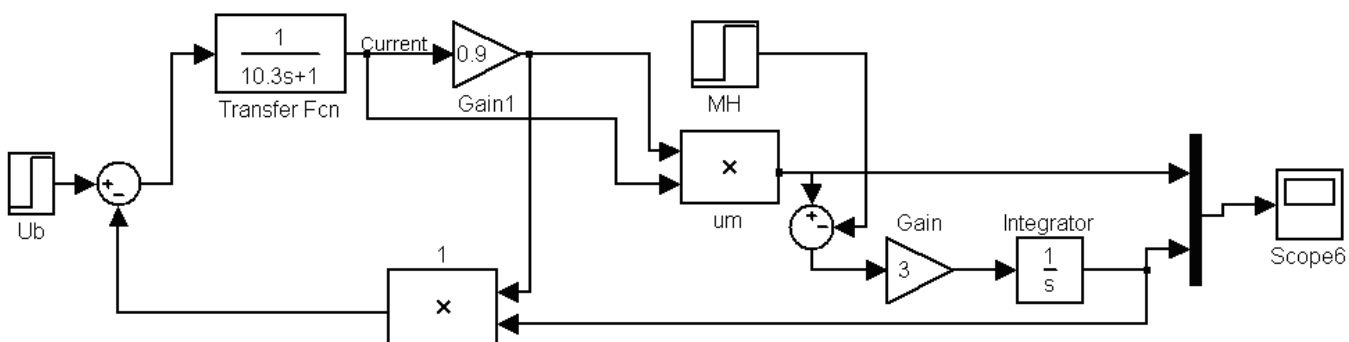 1
10.3s+1
Transfer Fcn
Current
0.9
Gain1
MH
Ub
+
-
×
um
+
-
Gain
3
Integrator
1
s
Scope6
1
×